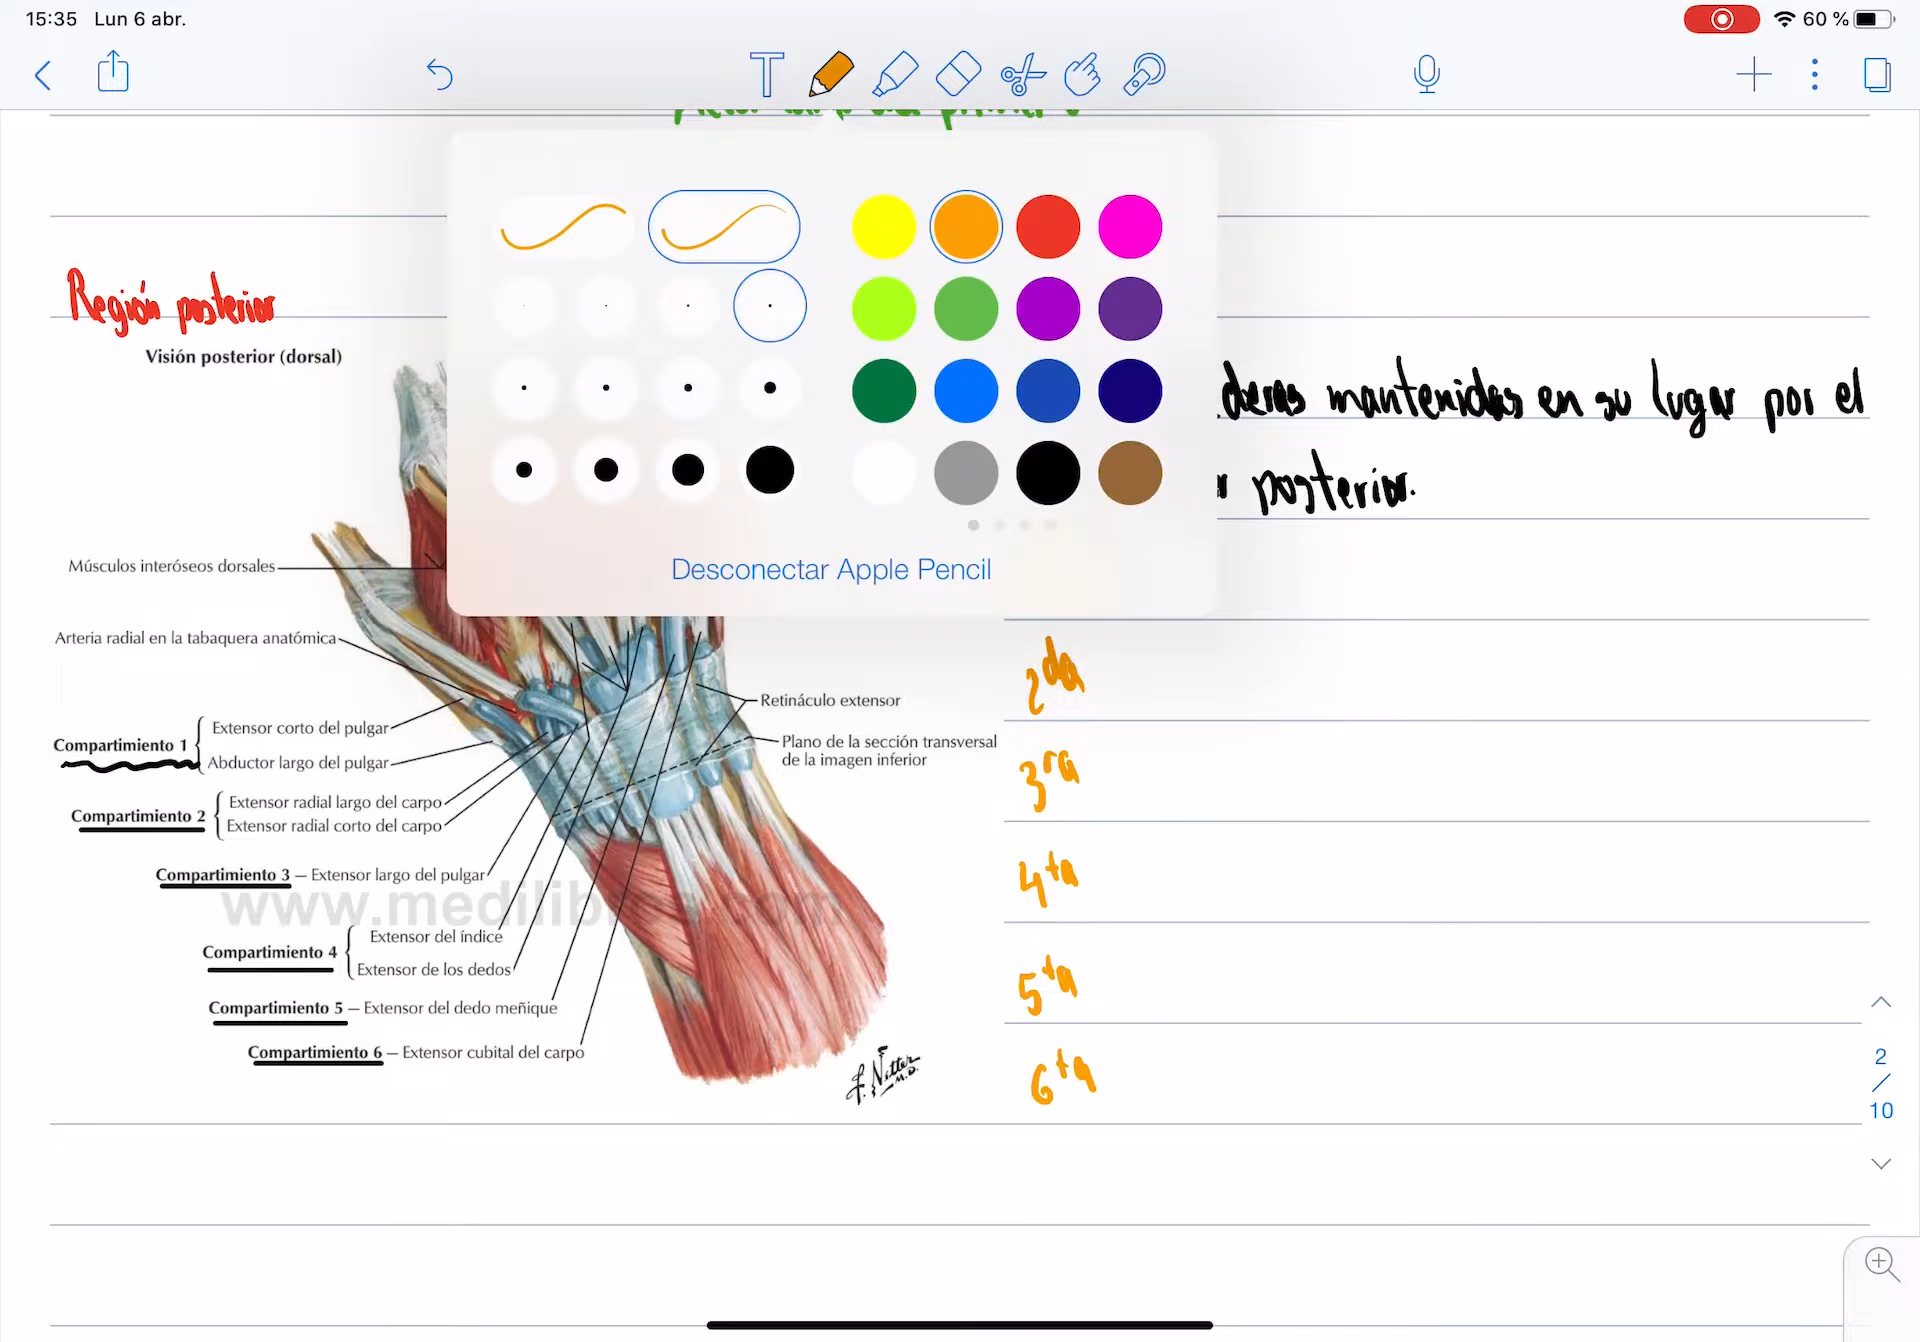 15:35 Lun 6 abr.
60 %
Región posterior
Visión posterior (dorsal)
mantenidas en su lugar por el
posterior.
Desconectar Apple Pencil
Músculos interóseos dorsales
Arteria radial en la tabaquera anatómica
Retináculo extensor
Plano de la sección transversal
de la imagen inferior
Compartimiento 1
Extensor corto del pulgar
Abductor largo del pulgar
Compartimiento 2
Extensor radial largo del carpo
Extensor radial corto del carpo
Compartimiento 3 – Extensor largo del pulgar
Compartimiento 4
Extensor del índice
Extensor de los dedos
Compartimiento 5 – Extensor del dedo meñique
Compartimiento 6 – Extensor cubital del carpo
F. Netter
M.D.
2da
3ra
4ta
5ta
6ta
2
/
10